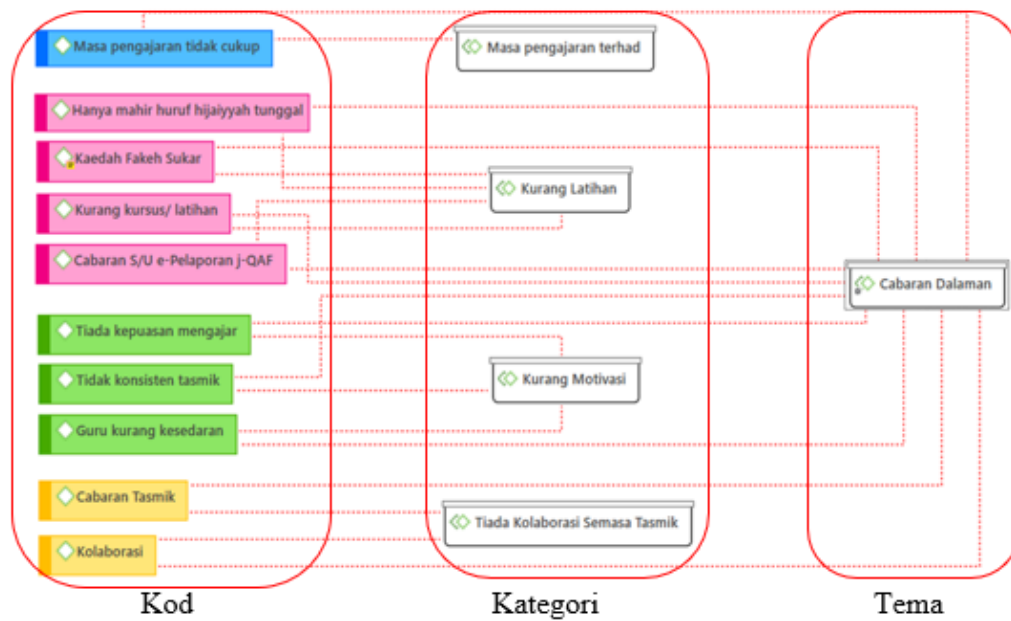 Masa pengajaran tidak cukup
Hanya mahir huruf hijaiyyah tunggal
Kaedah Fakeh Sukar
Kurang kursus/ latihan
Cabaran S/U e-Pelaporan j-QAF
Tiada kepuasan mengajar
Tidak konsisten tasmik
Guru kurang kesedaran
Cabaran Tasmik
Kolaborasi
Kod
Masa pengajaran terhad
Kurang Latihan
Kurang Motivasi
Tiada Kolaborasi Semasa Tasmik
Kategori
Cabaran Dalaman
Tema